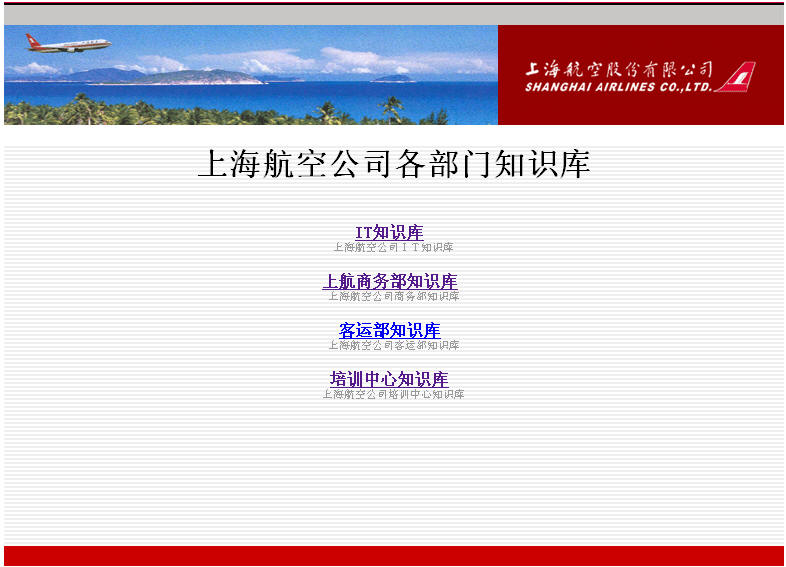 上海航空股份有限公司
SHANGHAI AIRLINES CO.,LTD.
上海航空公司各部门知识库
IT知识库
上海航空公司ＩＴ知识库
上航商务部知识库
上海航空公司商务部知识库
客运部知识库
上海航空公司客运部知识库
培训中心知识库
上海航空公司培训中心知识库